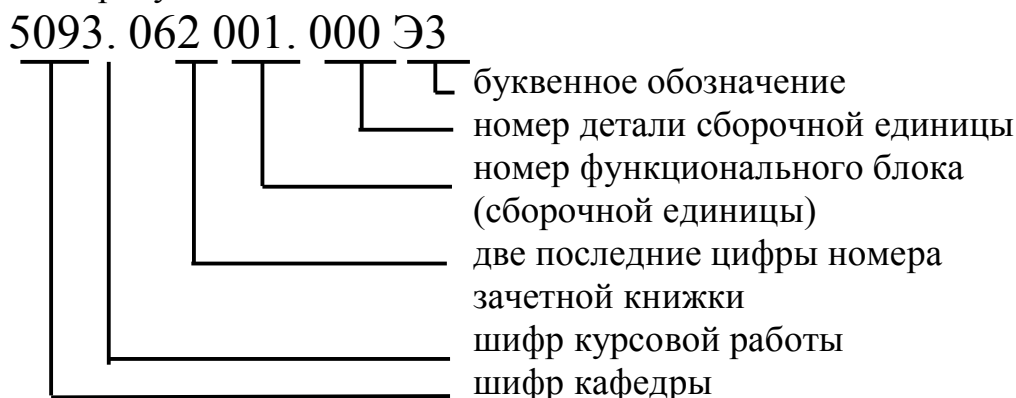 5093. 062 001. 000 Э3
буквенное обозначение
номер детали сборочной единицы
номер функционального блока
(сборочной единицы)
две последние цифры номера
зачетной книжки
шифр курсовой работы
шифр кафедры